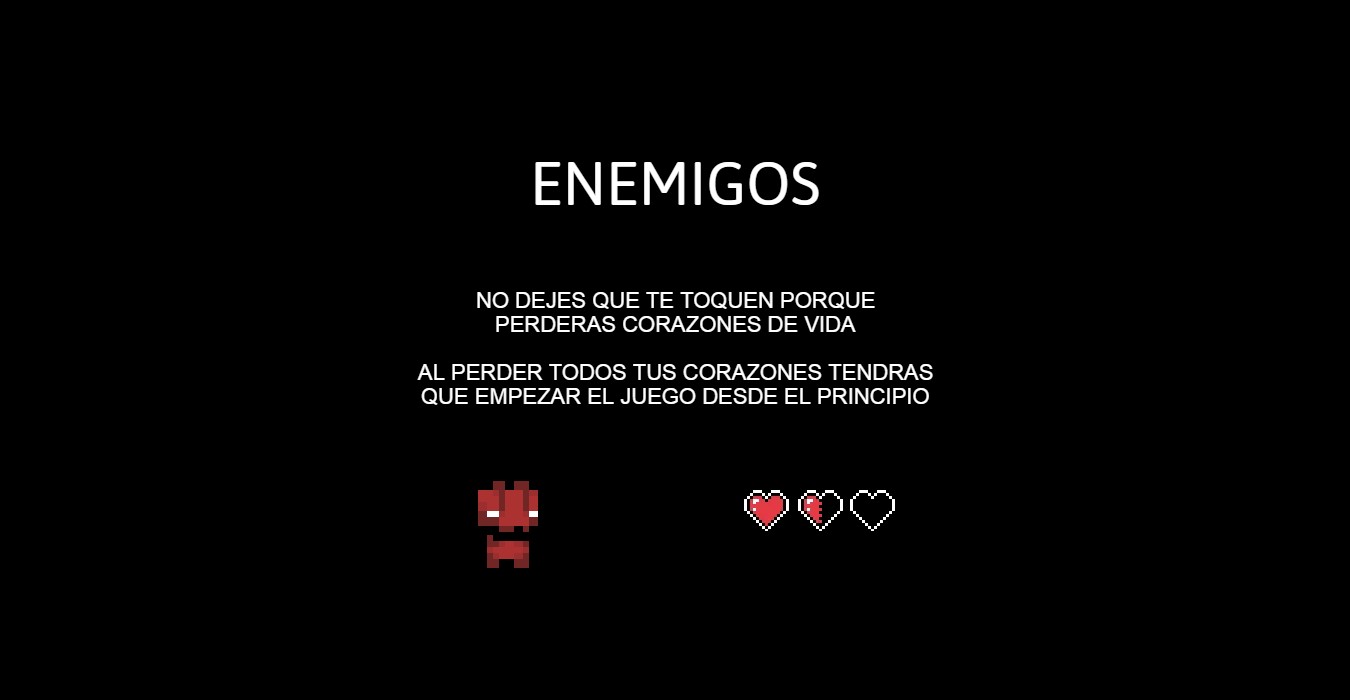 ENEMIGOS
NO DEJES QUE TE TOQUEN PORQUE
PERDERAS CORAZONES DE VIDA
AL PERDER TODOS TUS CORAZONES TENDRAS
QUE EMPEZAR EL JUEGO DESDE EL PRINCIPIO